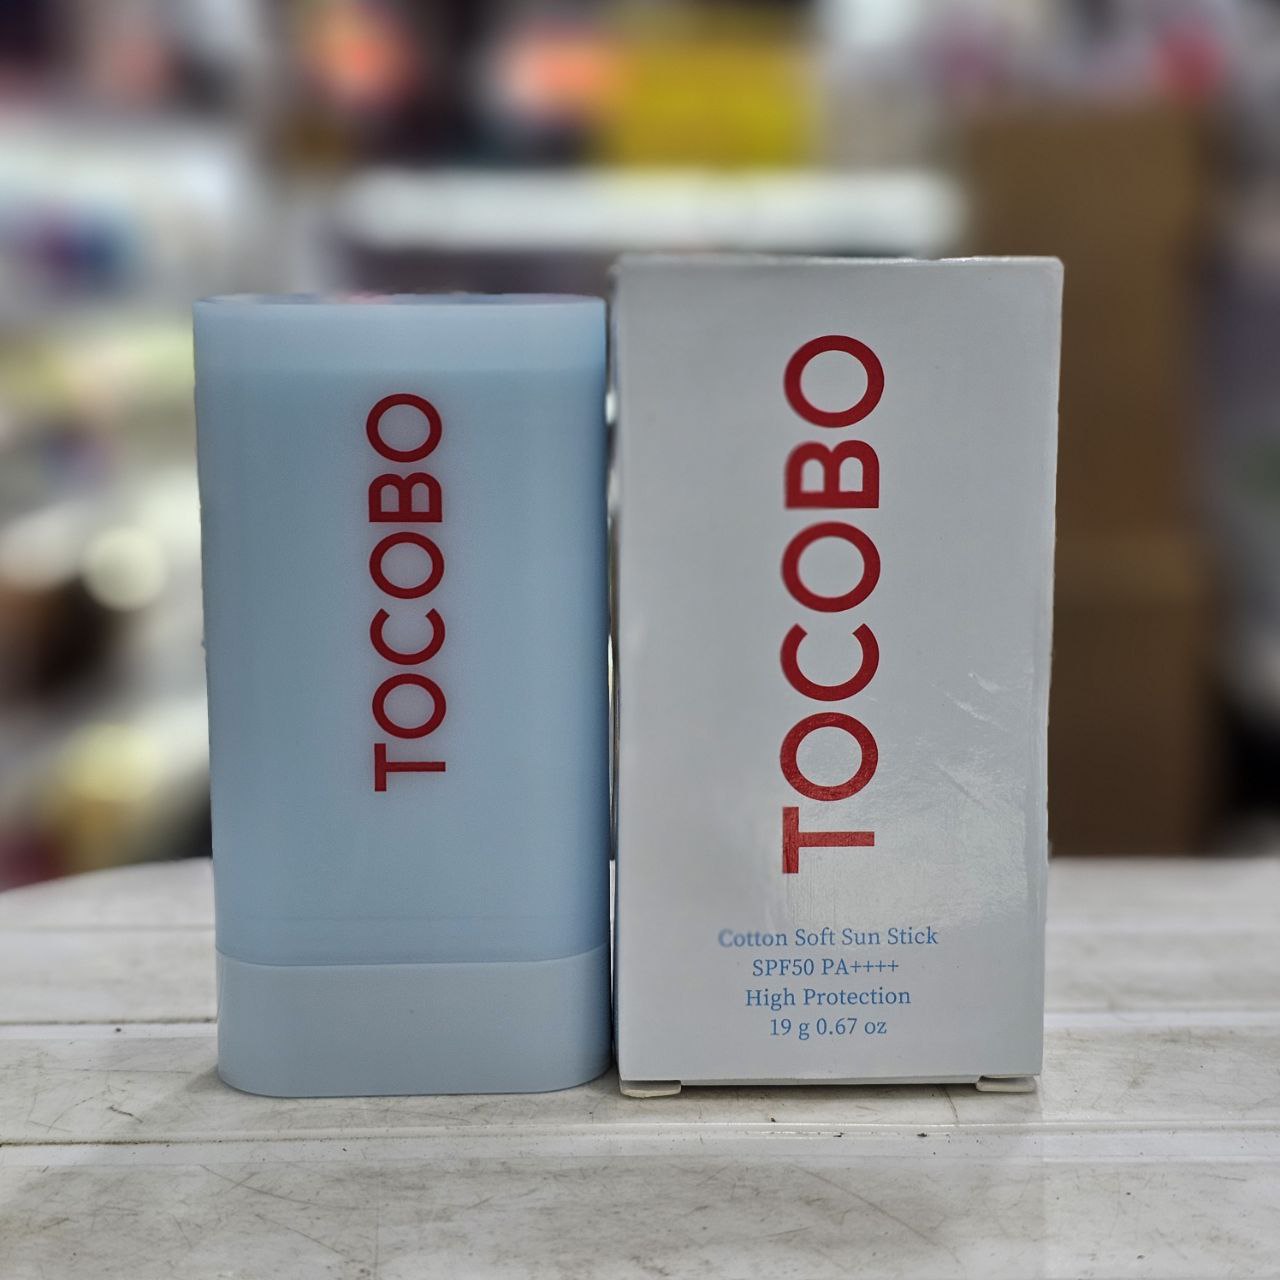 TOCOBO
TOCOBO
Cotton Soft Sun Stick
SPF50 PA++++
High Protection
19 g 0.67 oz